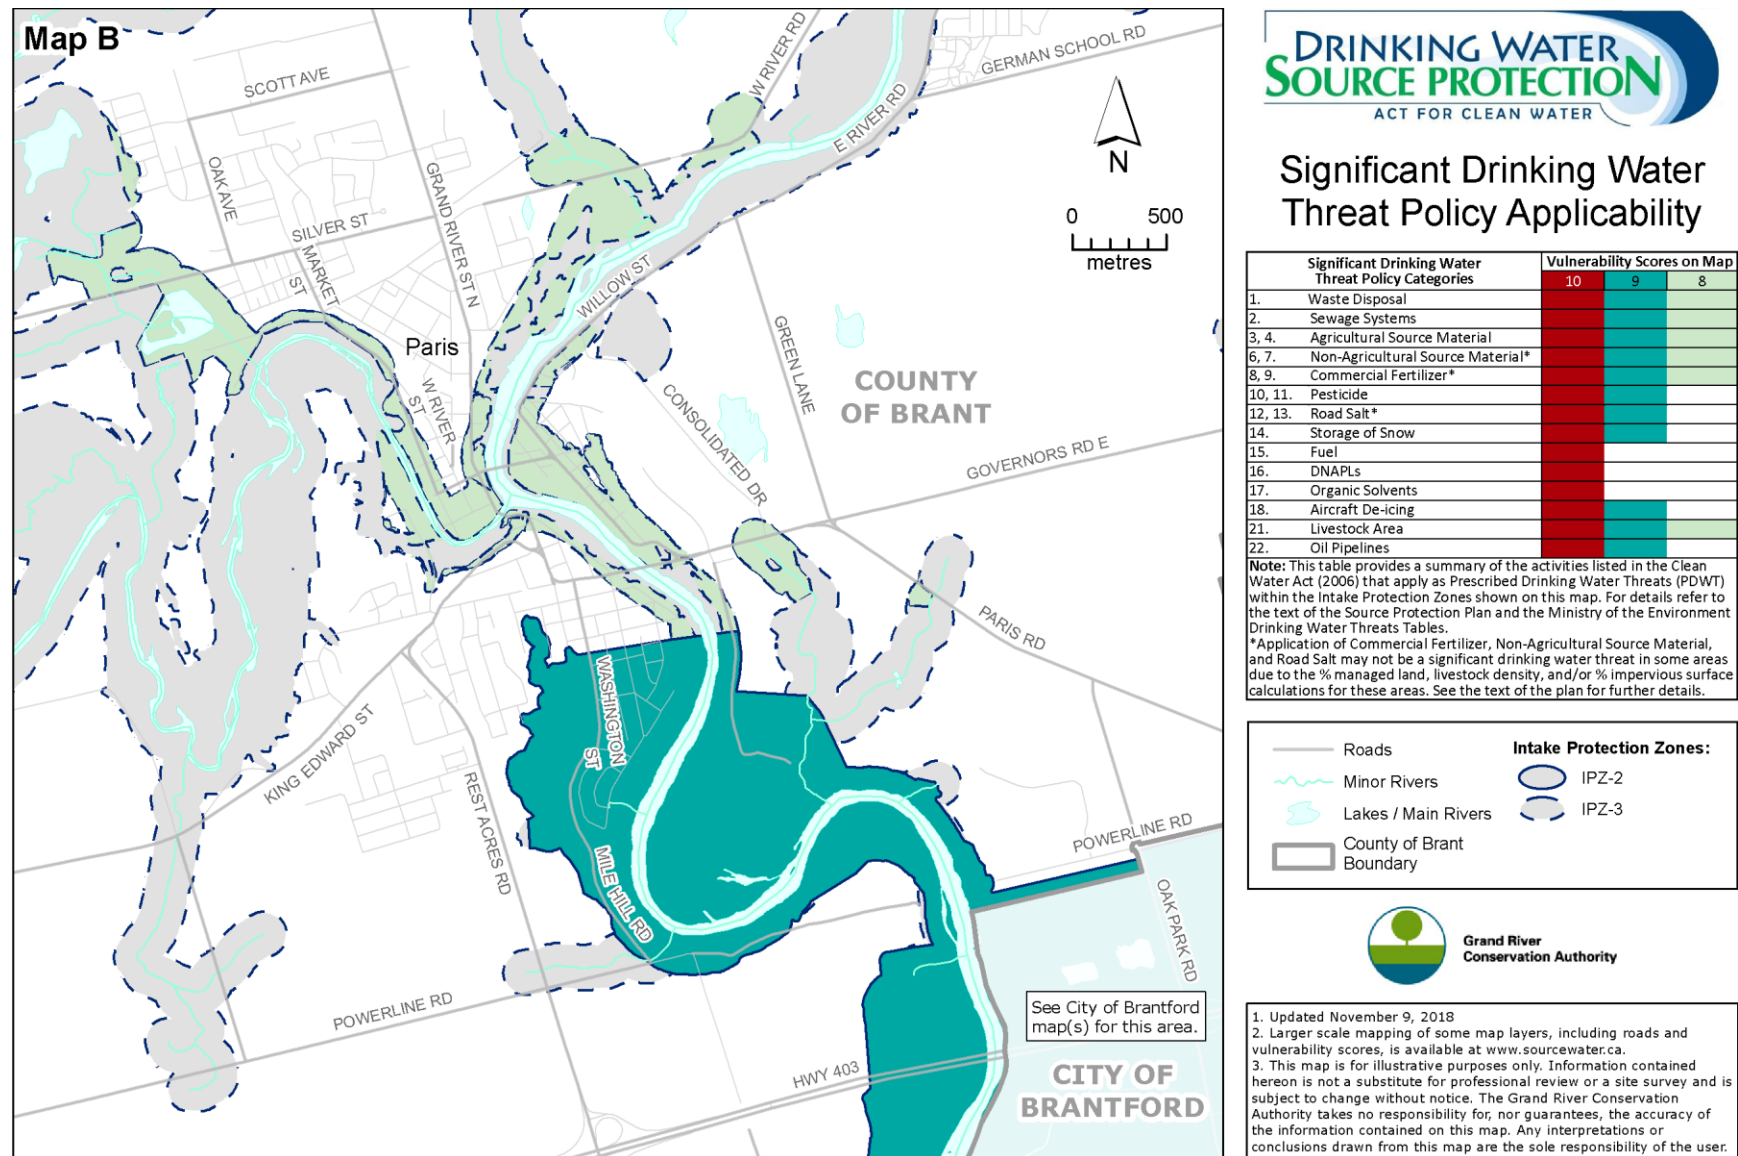 Map B
SCOTT AVE
W RIVER RD
GERMAN SCHOOL RD
E RIVER RD
N
OAK AVE
GRAND RIVER ST N
SILVER ST
MARKET
ST
0 500
metres
WILLOW ST
Paris
GREEN LANE
COUNTY
OF BRANT
W RIVER
ST
CONSOLIDATED DR
GOVERNORS RD E
PARIS RD
WASHINGTON
ST
KING EDWARD ST
REST ACRES RD
MILE HILL RD
POWERLINE RD
OAK PARK RD
POWERLINE RD
See City of Brantford
map(s) for this area.
HWY 403
CITY OF
BRANTFORD
DRINKING WATER
SOURCE PROTECTION
ACT FOR CLEAN WATER
Significant Drinking Water
Threat Policy Applicability
Significant Drinking Water
Threat Policy Categories
Vulnerability Scores on Map
10 9 8
1. Waste Disposal
2. Sewage Systems
3, 4. Agricultural Source Material
6, 7. Non-Agricultural Source Material*
8, 9. Commercial Fertilizer*
10, 11. Pesticide
12, 13. Road Salt*
14. Storage of Snow
15. Fuel
16. DNAPLs
17. Organic Solvents
18. Aircraft De-icing
21. Livestock Area
22. Oil Pipelines
Note: This table provides a summary of the activities listed in the Clean
Water Act (2006) that apply as Prescribed Drinking Water Threats (PDWT)
within the Intake Protection Zones shown on this map. For details refer to
the text of the Source Protection Plan and the Ministry of the Environment
Drinking Water Threats Tables.
*Application of Commercial Fertilizer, Non-Agricultural Source Material,
and Road Salt may not be a significant drinking water threat in some areas
due to the % managed land, livestock density, and/or % impervious surface
calculations for these areas. See the text of the plan for further details.
Roads
Minor Rivers
Lakes / Main Rivers
County of Brant
Boundary
Intake Protection Zones:
IPZ-2
IPZ-3
Grand River
Conservation Authority
1. Updated November 9, 2018
2. Larger scale mapping of some map layers, including roads and
vulnerability scores, is available at www.sourcewater.ca.
3. This map is for illustrative purposes only. Information contained
hereon is not a substitute for professional review or a site survey and is
subject to change without notice. The Grand River Conservation
Authority takes no responsibility for, nor guarantees, the accuracy of
the information contained on this map. Any interpretations or
conclusions drawn from this map are the sole responsibility of the user.